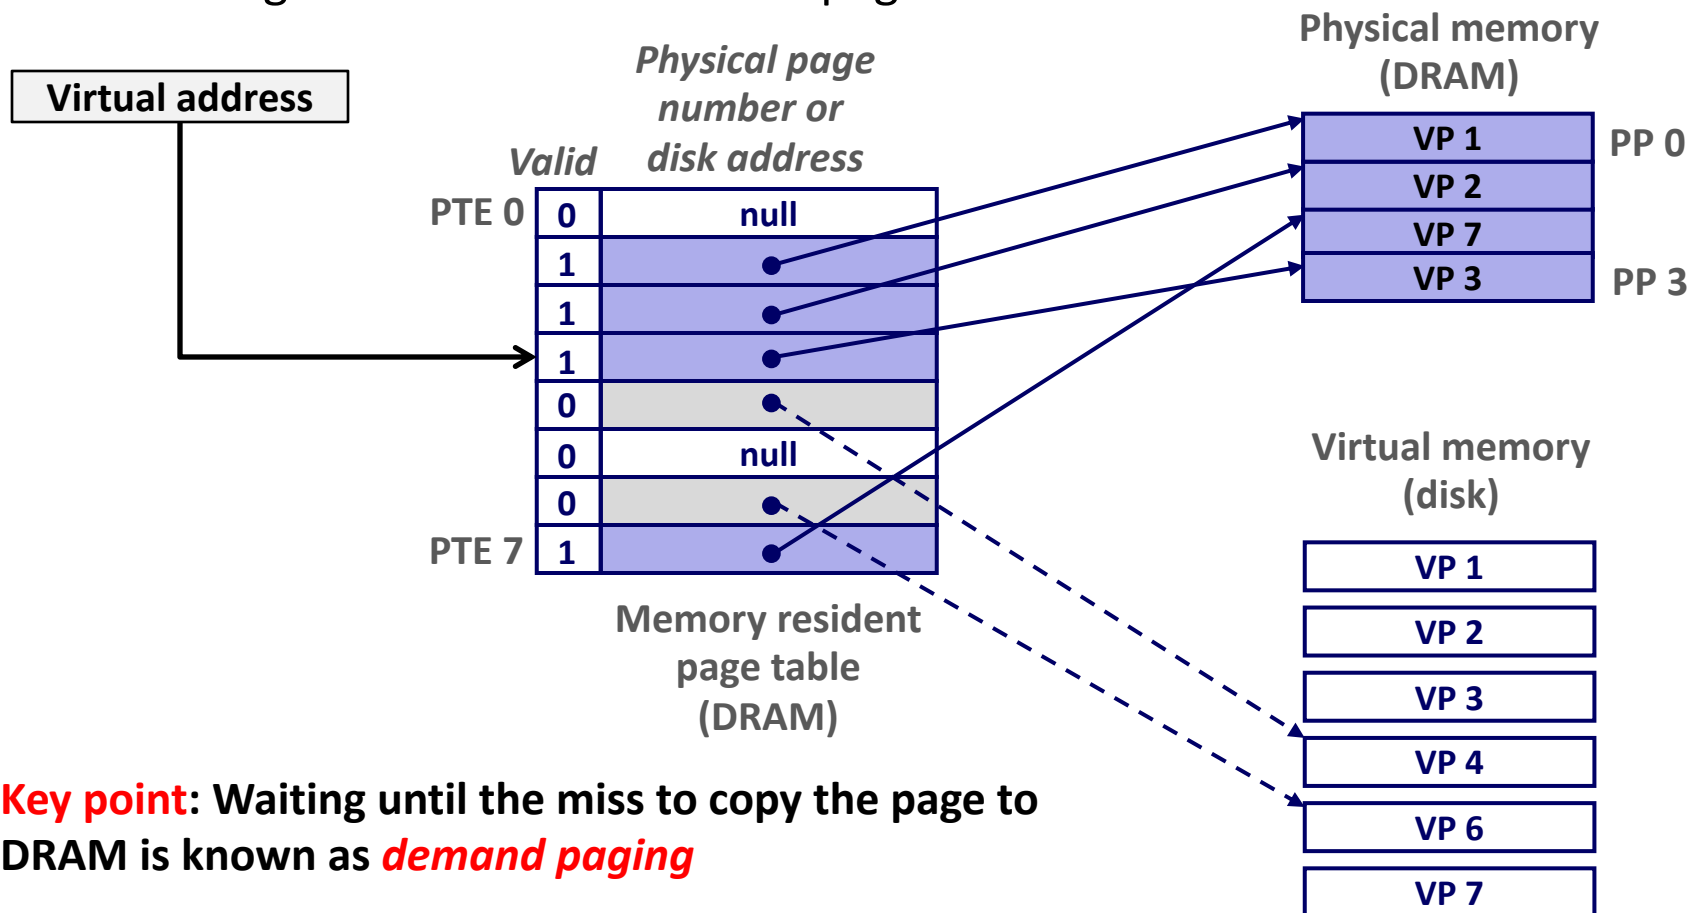 Physical memory
(DRAM)
Physical page
number or
disk address
Virtual address
Valid
VP 1
PP 0
VP 2
VP 7
VP 3
PP 3
PTE 0
0
null
1
1
1
0
0
null
0
PTE 7
1
Memory resident
page table
(DRAM)
Virtual memory
(disk)
VP 1
VP 2
VP 3
VP 4
VP 6
VP 7
Key point: Waiting until the miss to copy the page to
DRAM is known as demand paging